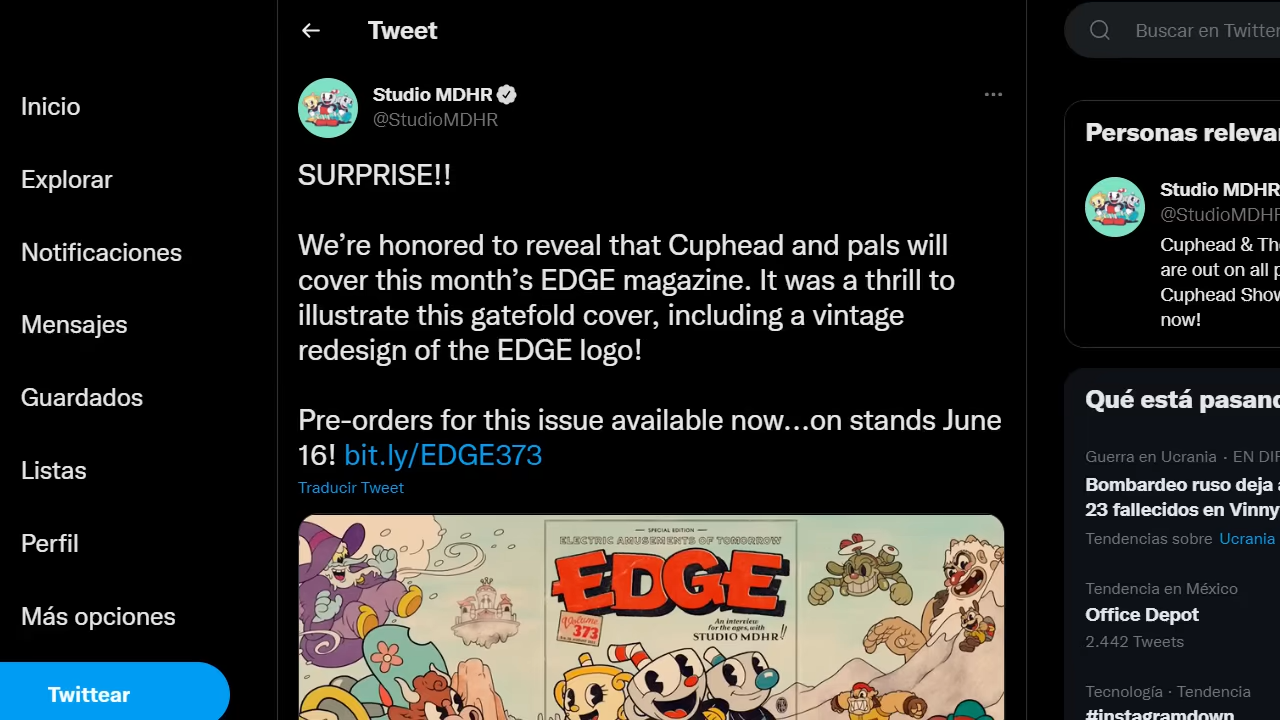 Tweet
Inicio
Explorar
Notificaciones
Mensajes
Guardados
Listas
Perfil
Más opciones
Twittear
Studio MDHR
@StudioMDHR
SURPRISE!!
We’re honored to reveal that Cuphead and pals will
cover this month’s EDGE magazine. It was a thrill to
illustrate this gatefold cover, including a vintage
redesign of the EDGE logo!
Pre-orders for this issue available now…on stands June
16! bit.ly/EDGE373
Traducir Tweet
SPECIAL EDITION
ELECTRIC AMUSEMENTS OF TOMORROW
EDGE
Volume
373
An interview
for the ages, with
STUDIO MDHR!
Buscar en Twitter
Personas releva
Studio MDHR
@StudioMDHR
Cuphead & Th
are out on all p
Cuphead Show
now!
Qué está pasand
Guerra en Ucrania · EN DI
Bombardeo ruso deja a
23 fallecidos en Vinny
Tendencias sobre Ucrania
Tendencia en México
Office Depot
2.442 Tweets
Tecnología · Tendencia
#instagramdown